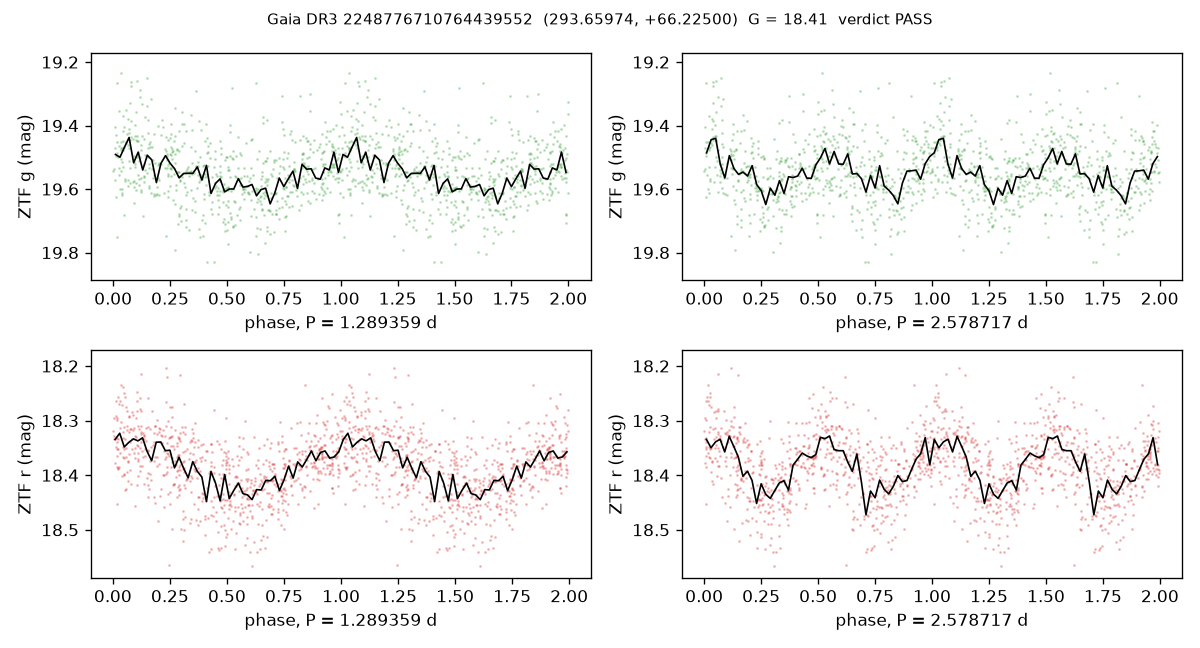 Gaia DR3 2248776710764439552  (293.65974, +66.22500)  G = 18.41  verdict PASS
19.2
19.4
19.6
19.8
ZTF g (mag)
0.00 0.25 0.50 0.75 1.00 1.25 1.50 1.75 2.00
phase, P = 1.289359 d
19.2
19.4
19.6
19.8
ZTF g (mag)
0.00 0.25 0.50 0.75 1.00 1.25 1.50 1.75 2.00
phase, P = 2.578717 d
18.2
18.3
18.4
18.5
ZTF r (mag)
0.00 0.25 0.50 0.75 1.00 1.25 1.50 1.75 2.00
phase, P = 1.289359 d
18.2
18.3
18.4
18.5
ZTF r (mag)
0.00 0.25 0.50 0.75 1.00 1.25 1.50 1.75 2.00
phase, P = 2.578717 d